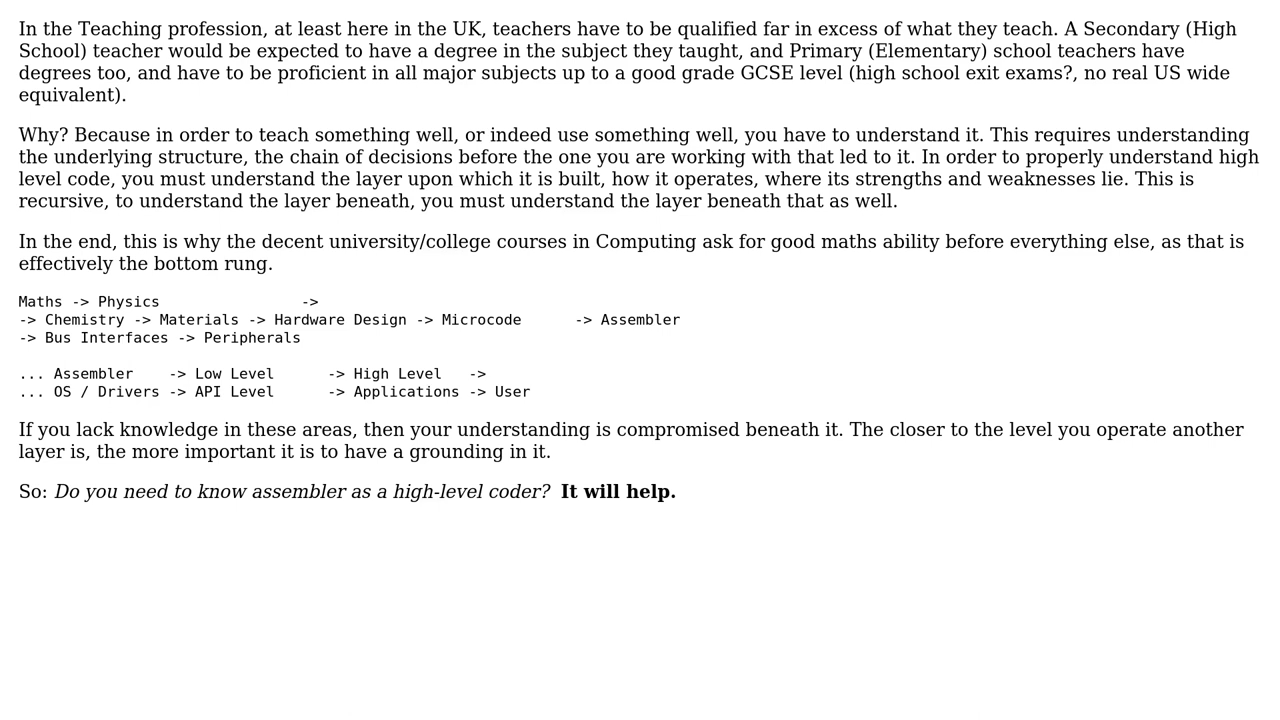 In the Teaching profession, at least here in the UK, teachers have to be qualified far in excess of what they teach. A Secondary (High
School) teacher would be expected to have a degree in the subject they taught, and Primary (Elementary) school teachers have
degrees too, and have to be proficient in all major subjects up to a good grade GCSE level (high school exit exams?, no real US wide
equivalent).

Why? Because in order to teach something well, or indeed use something well, you have to understand it. This requires understanding
the underlying structure, the chain of decisions before the one you are working with that led to it. In order to properly understand high
level code, you must understand the layer upon which it is built, how it operates, where its strengths and weaknesses lie. This is
recursive, to understand the layer beneath, you must understand the layer beneath that as well.

In the end, this is why the decent university/college courses in Computing ask for good maths ability before everything else, as that is
effectively the bottom rung.

Maths -> Physics                ->
-> Chemistry -> Materials -> Hardware Design -> Microcode      -> Assembler
-> Bus Interfaces -> Peripherals

... Assembler    -> Low Level      -> High Level   ->
... OS / Drivers -> API Level      -> Applications -> User

If you lack knowledge in these areas, then your understanding is compromised beneath it. The closer to the level you operate another
layer is, the more important it is to have a grounding in it.

So: Do you need to know assembler as a high-level coder? It will help.